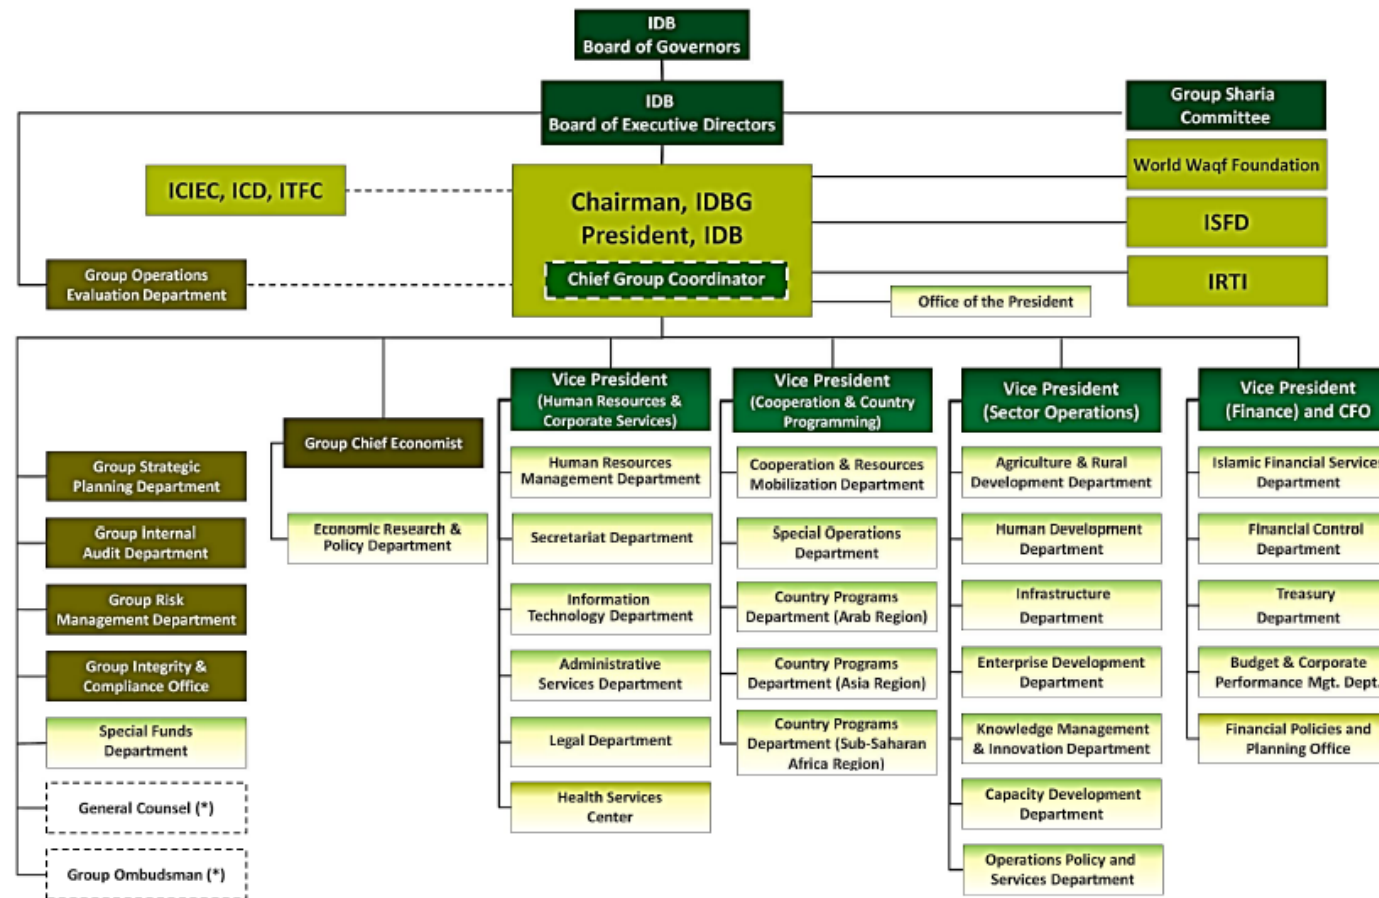 IDB
Board of Governors
IDB
Board of Executive Directors
Group Sharia
Committee
World Waqf Foundation
ICIEC, ICD, ITFC
Chairman, IDBG
President, IDB
Chief Group Coordinator
ISFD
IRTI
Group Operations
Evaluation Department
Office of the President
Group Strategic
Planning Department
Group Internal
Audit Department
Group Risk
Management Department
Group Integrity &
Compliance Office
Special Funds
Department
General Counsel (*)
Group Ombudsman (*)
Group Chief Economist
Economic Research &
Policy Department
Vice President
(Human Resources &
Corporate Services)
Human Resources
Management Department
Secretariat Department
Information
Technology Department
Administrative
Services Department
Legal Department
Health Services
Center
Vice President
(Cooperation & Country
Programming)
Cooperation & Resources
Mobilization Department
Special Operations
Department
Country Programs
Department (Arab Region)
Country Programs
Department (Asia Region)
Country Programs
Department (Sub-Saharan
Africa Region)
Vice President
(Sector Operations)
Agriculture & Rural
Development Department
Human Development
Department
Infrastructure
Department
Enterprise Development
Department
Knowledge Management
& Innovation Department
Capacity Development
Department
Operations Policy and
Services Department
Vice President
(Finance) and CFO
Islamic Financial Services
Department
Financial Control
Department
Treasury
Department
Budget & Corporate
Performance Mgt. Dept.
Financial Policies and
Planning Office